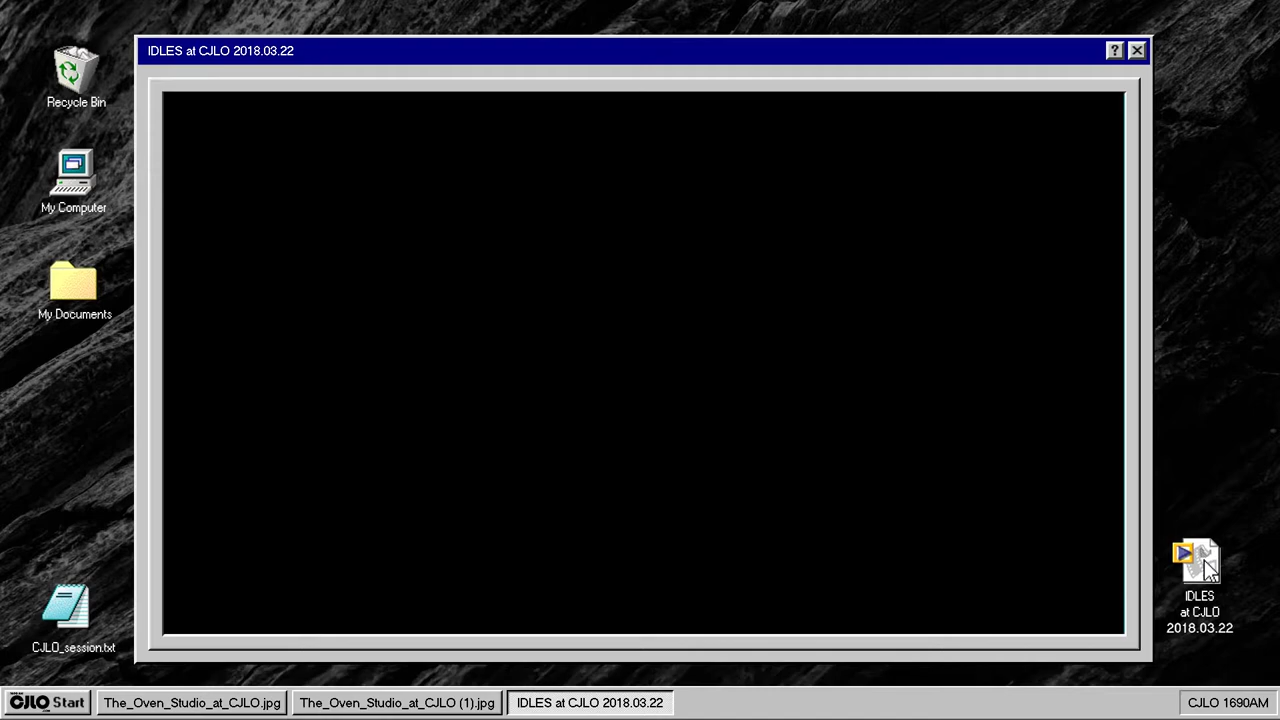 IDLES at CJLO 2018.03.22
Recycle Bin
My Computer
My Documents
CJLO_session.txt
IDLES
at CJLO
2018.03.22
CJLO Start
The_Oven_Studio_at_CJLO.jpg
The_Oven_Studio_at_CJLO (1).jpg
IDLES at CJLO 2018.03.22
CJLO 1690AM